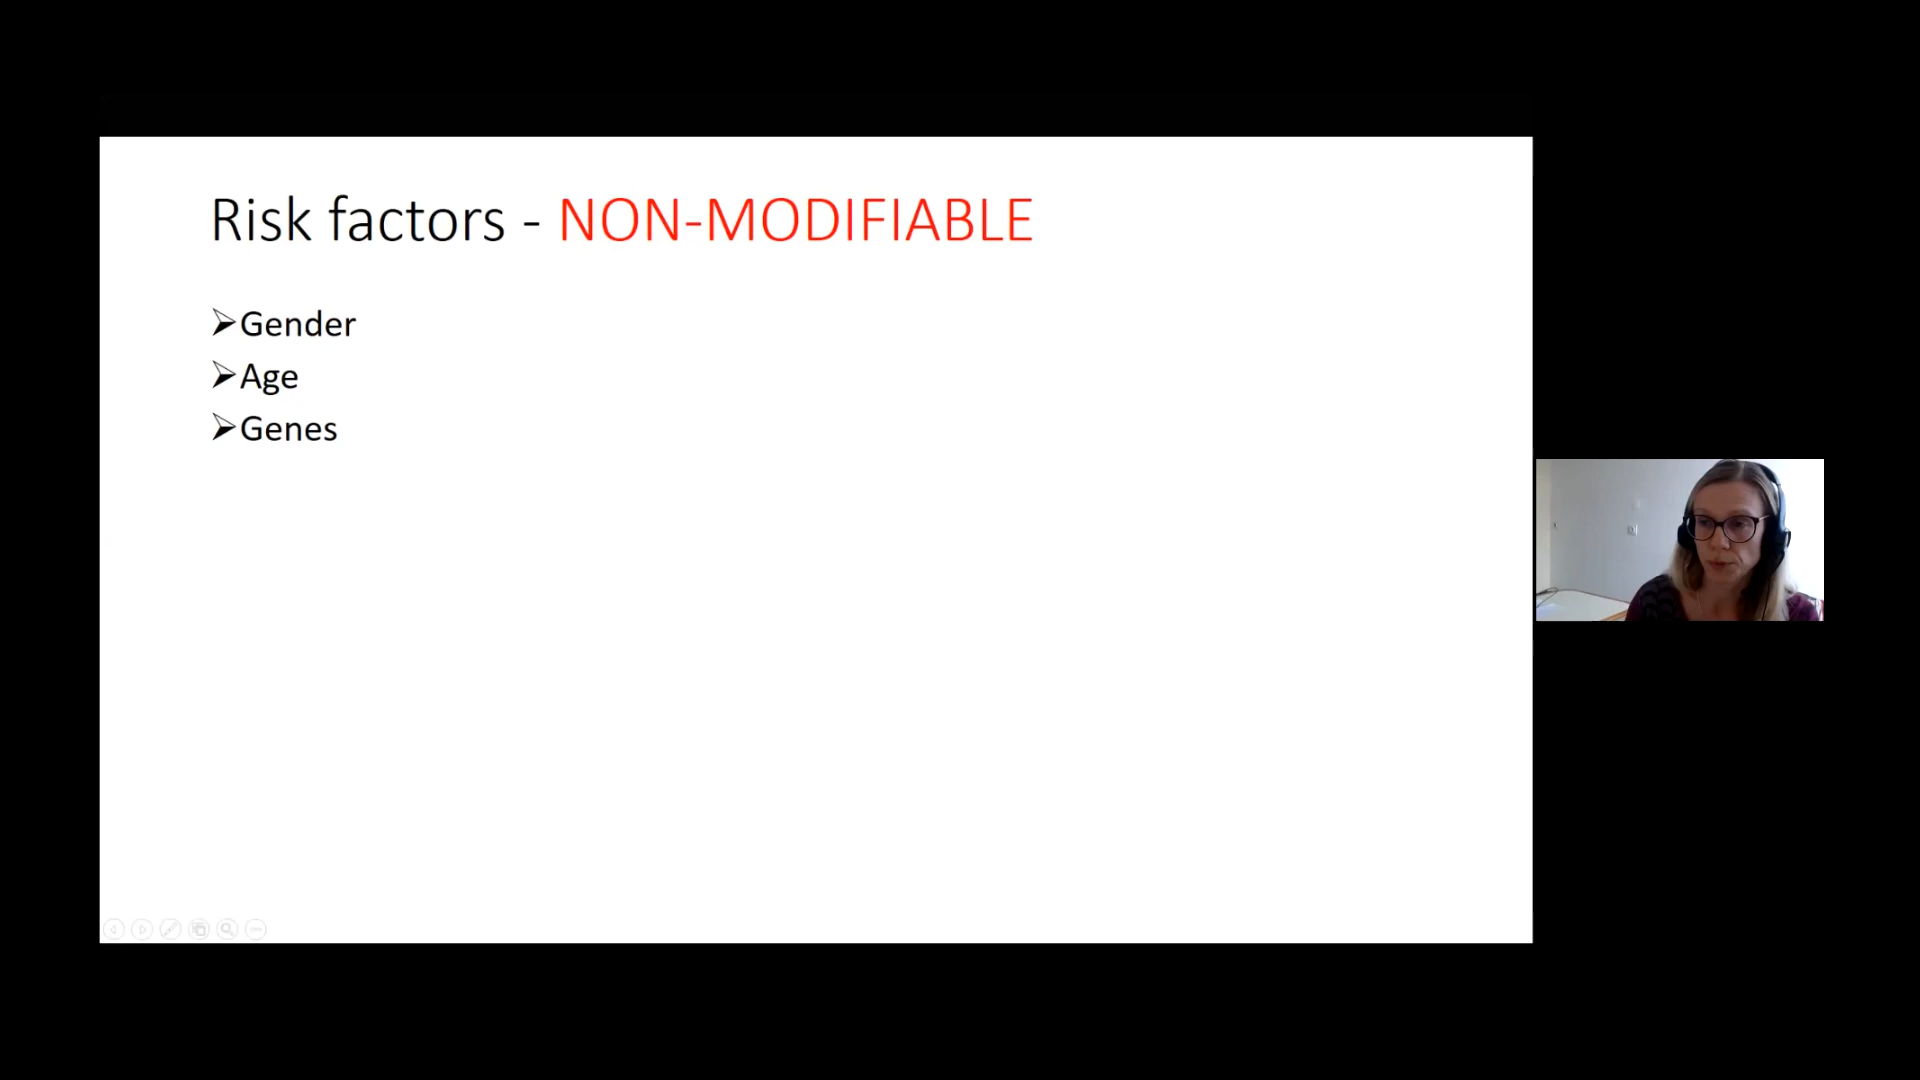 Risk factors - NON-MODIFIABLE
➢Gender
➢Age
➢Genes